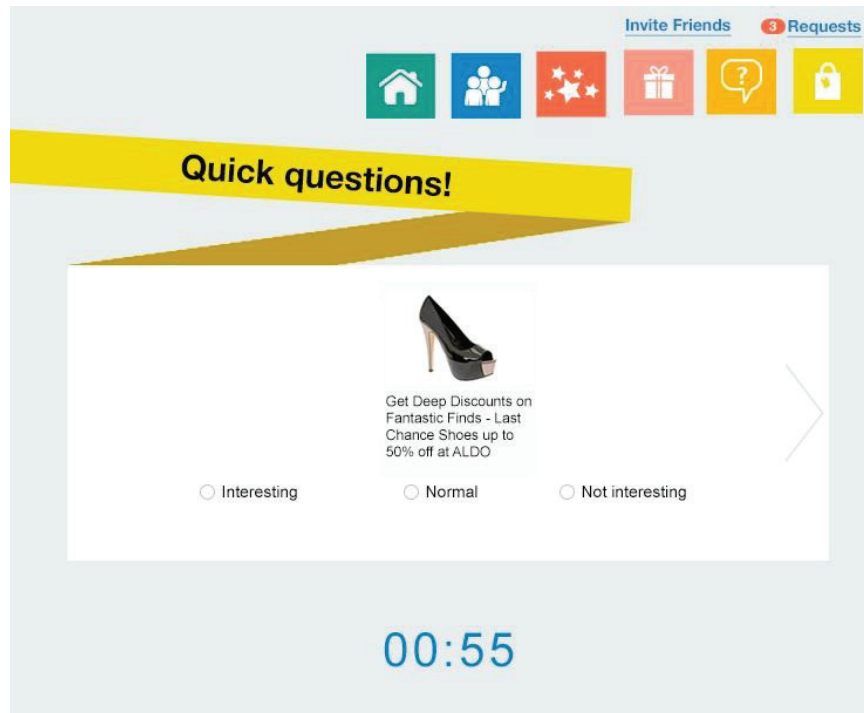 Invite Friends 3 Requests
?
Quick questions!
Get Deep Discounts on
Fantastic Finds - Last
Chance Shoes up to
50% off at ALDO
Interesting Normal Not interesting
00:55